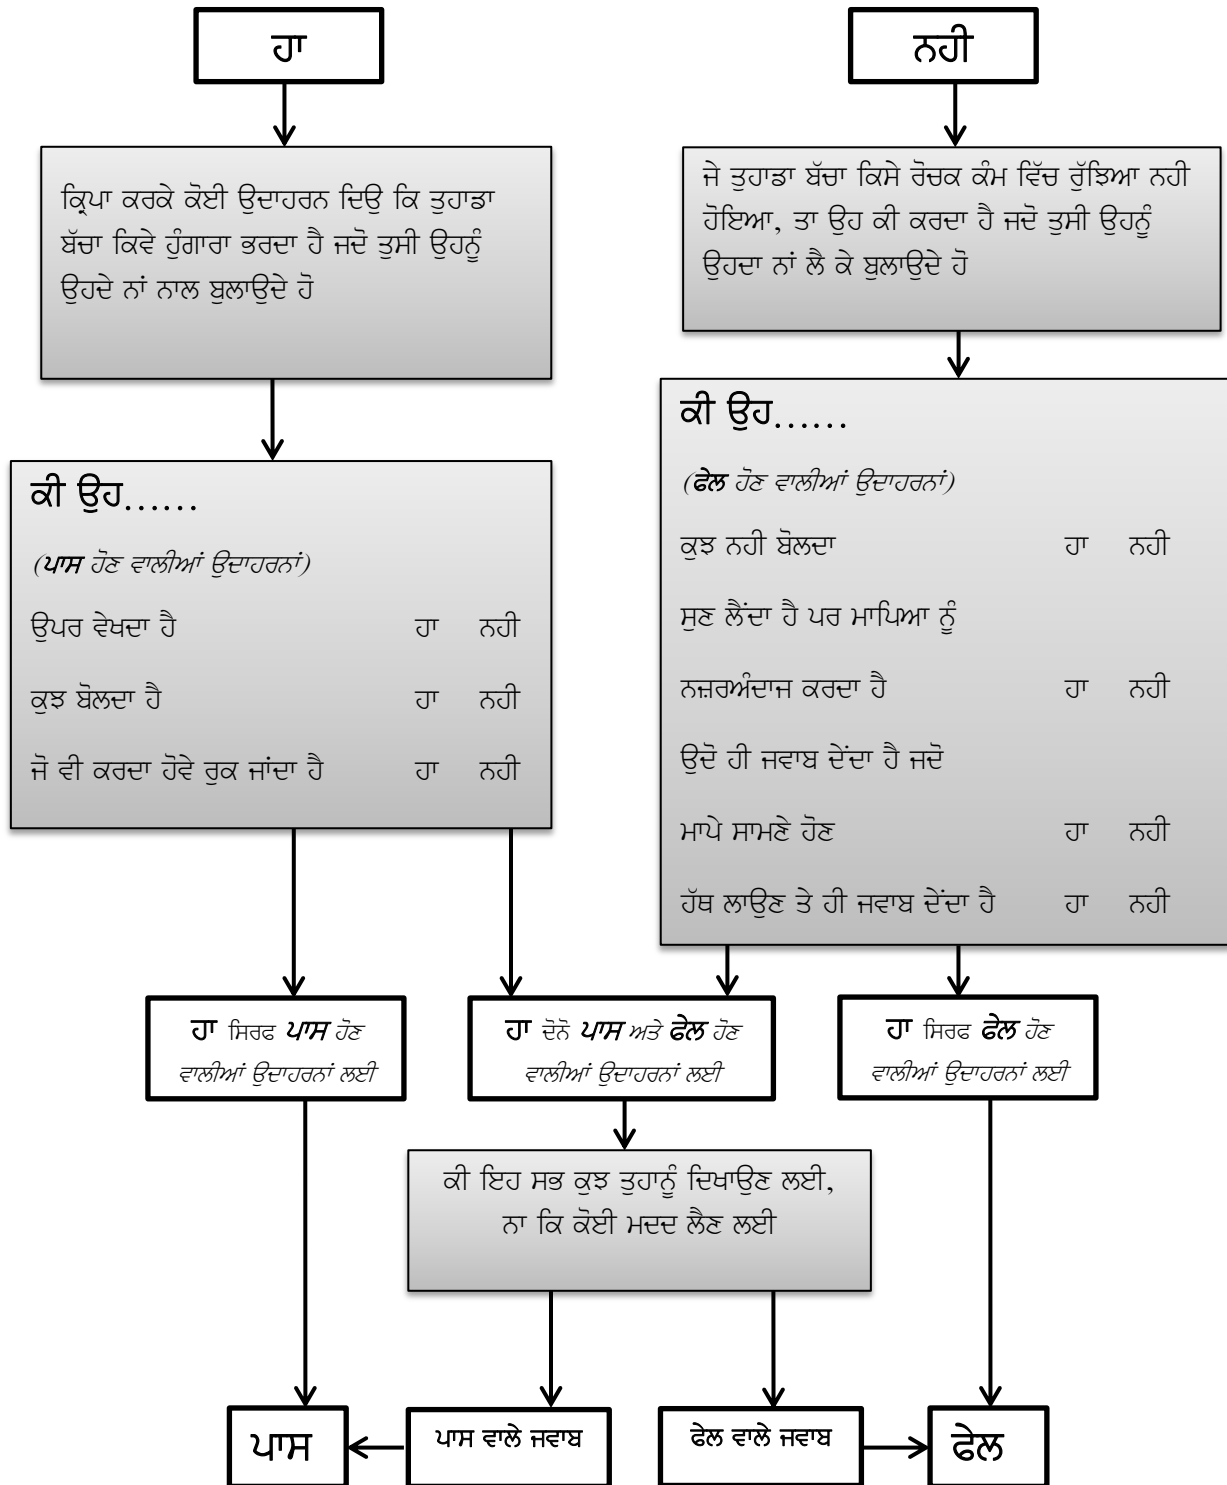 ਹਾ
ਨਹੀ
ਕ੍ਰਿਪਾ ਕਰਕੇ ਕੋਈ ਉਦਾਹਰਨ ਦਿਉ ਕਿ ਤੁਹਾਡਾ
ਬੱਚਾ ਕਿਵੇ ਹੁੰਗਾਰਾ ਭਰਦਾ ਹੈ ਜਦੋ ਤੁਸੀ ਉਹਨੂੰ
ਉਹਦੇ ਨਾਂ ਨਾਲ ਬੁਲਾਉਦੇ ਹੋ
ਜੇ ਤੁਹਾਡਾ ਬੱਚਾ ਕਿਸੇ ਰੋਚਕ ਕੰਮ ਵਿੱਚ ਰੁੱਝਿਆ ਨਹੀ
ਹੋਇਆ, ਤਾ ਉਹ ਕੀ ਕਰਦਾ ਹੈ ਜਦੋ ਤੁਸੀ ਉਹਨੂੰ
ਉਹਦਾ ਨਾਂ ਲੈ ਕੇ ਬੁਲਾਉਦੇ ਹੋ
ਕੀ ਉਹ......
(ਪਾਸ ਹੋਣ ਵਾਲੀਆਂ ਉਦਾਹਰਨਾਂ)
ਉਪਰ ਵੇਖਦਾ ਹੈ ਹਾ ਨਹੀ
ਕੁਝ ਬੋਲਦਾ ਹੈ ਹਾ ਨਹੀ
ਜੋ ਵੀ ਕਰਦਾ ਹੋਵੇ ਰੁਕ ਜਾਂਦਾ ਹੈ ਹਾ ਨਹੀ
ਕੀ ਉਹ......
(ਫੇਲ ਹੋਣ ਵਾਲੀਆਂ ਉਦਾਹਰਨਾਂ)
ਕੁਝ ਨਹੀ ਬੋਲਦਾ ਹਾ ਨਹੀ
ਸੁਣ ਲੈਂਦਾ ਹੈ ਪਰ ਮਾਪਿਆ ਨੂੰ
ਨਜ਼ਰਅੰਦਾਜ ਕਰਦਾ ਹੈ ਹਾ ਨਹੀ
ਉਦੋ ਹੀ ਜਵਾਬ ਦੇਂਦਾ ਹੈ ਜਦੋ
ਮਾਪੇ ਸਾਮਣੇ ਹੋਣ ਹਾ ਨਹੀ
ਹੱਥ ਲਾਉਣ ਤੇ ਹੀ ਜਵਾਬ ਦੇਂਦਾ ਹੈ ਹਾ ਨਹੀ
ਹਾ ਸਿਰਫ ਪਾਸ ਹੋਣ
ਵਾਲੀਆਂ ਉਦਾਹਰਨਾਂ ਲਈ
ਹਾ ਦੋਨੋ ਪਾਸ ਅਤੇ ਫੇਲ ਹੋਣ
ਵਾਲੀਆਂ ਉਦਾਹਰਨਾਂ ਲਈ
ਹਾ ਸਿਰਫ ਫੇਲ ਹੋਣ
ਵਾਲੀਆਂ ਉਦਾਹਰਨਾਂ ਲਈ
ਕੀ ਇਹ ਸਭ ਕੁਝ ਤੁਹਾਨੂੰ ਦਿਖਾਉਣ ਲਈ,
ਨਾ ਕਿ ਕੋਈ ਮਦਦ ਲੈਣ ਲਈ
ਪਾਸ
ਪਾਸ ਵਾਲੇ ਜਵਾਬ
ਫੇਲ ਵਾਲੇ ਜਵਾਬ
ਫੇਲ